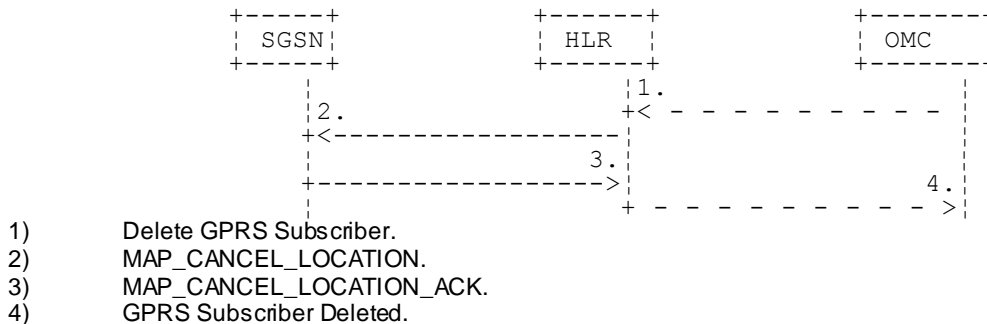 SGSN HLR OMC
1.
2.
3.
4.
1) Delete GPRS Subscriber.
2) MAP_CANCEL_LOCATION.
3) MAP_CANCEL_LOCATION_ACK.
4) GPRS Subscriber Deleted.